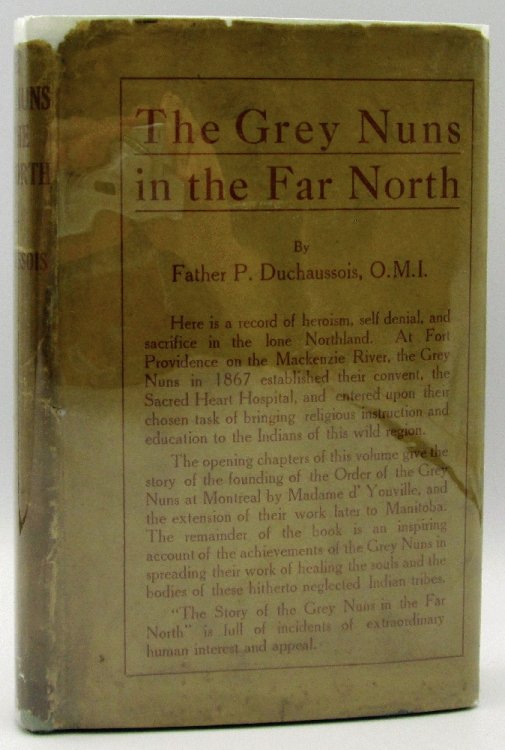 NUNS
NORTH
The Grey Nuns
in the Far North
By
Father P. Duchaussois, O.M.I.
Here is a record of heroism, self denial, and
sacrifice in the lone Northland. At Fort
Providence on the Mackenzie River, the Grey
Nuns in 1867 established their convent, the
Sacred Heart Hospital, and entered upon their
chosen task of bringing religious instruction and
education to the Indians of this wild region.
The opening chapters of this volume give the
story of the founding of the Order of the Grey
Nuns at Montreal by Madame d' Youville, and
the extension of their work later to Manitoba.
The remainder of the book is an inspiring
account of the achievements of the Grey Nuns in
spreading their work of healing the souls and the
bodies of these hitherto neglected Indian tribes.
"The Story of the Grey Nuns in the Far
North" is full of incidents of extraordinary
human interest and appeal.